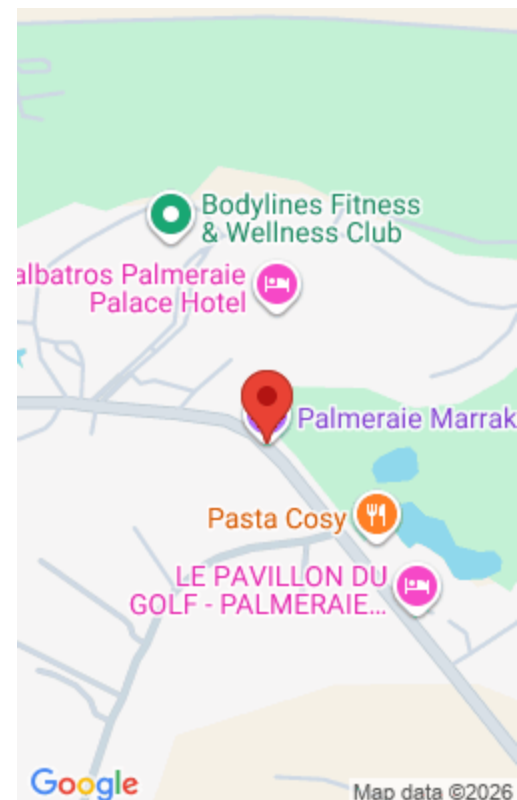 Bodylines Fitness
& Wellness Club
albatros Palmeraie
Palace Hotel
Palmeraie Marrak
Pasta Cosy
LE PAVILLON DU
GOLF - PALMERAIE...
Google
Map data ©2026